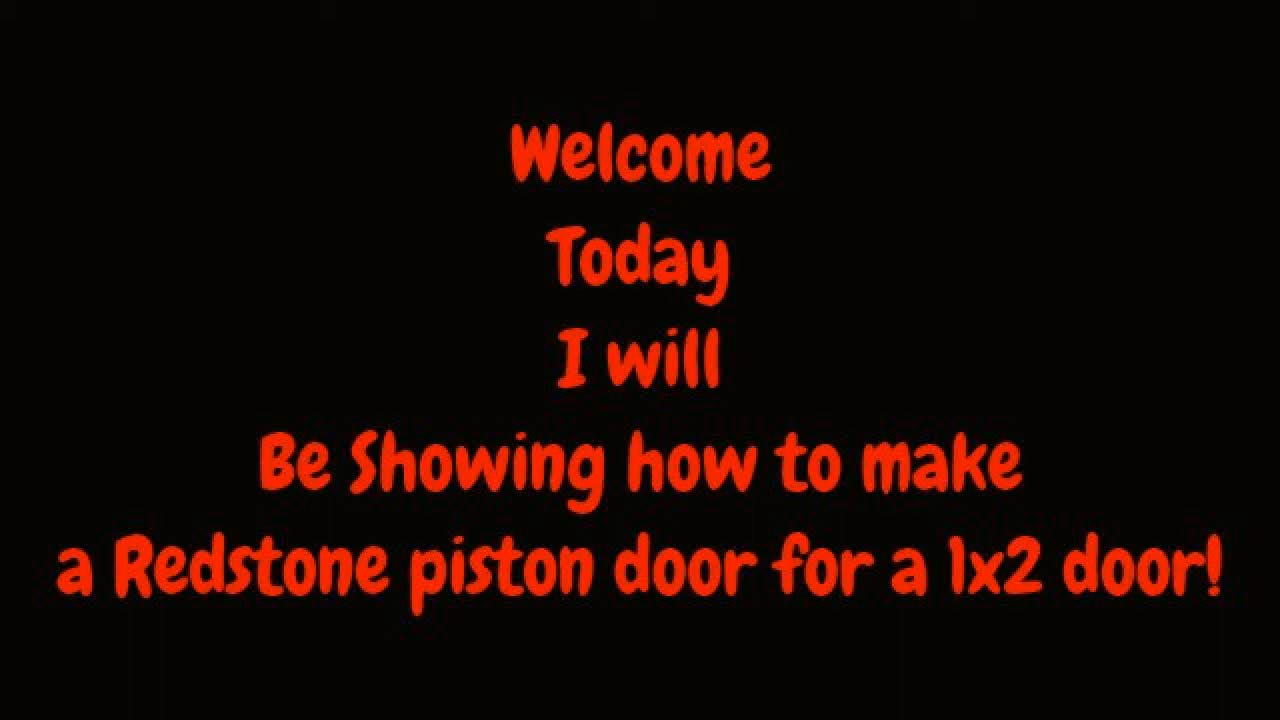 Welcome
Today
I will
Be Showing how to make
a Redstone piston door for a 1x2 door!